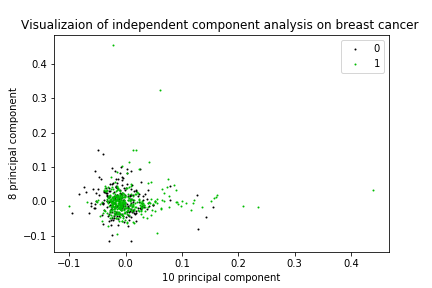 Visualizaion of independent component analysis on breast cancer
0
1
0.4
0.3
0.2
0.1
0.0
−0.1
8 principal component
−0.1 0.0 0.1 0.2 0.3 0.4
10 principal component